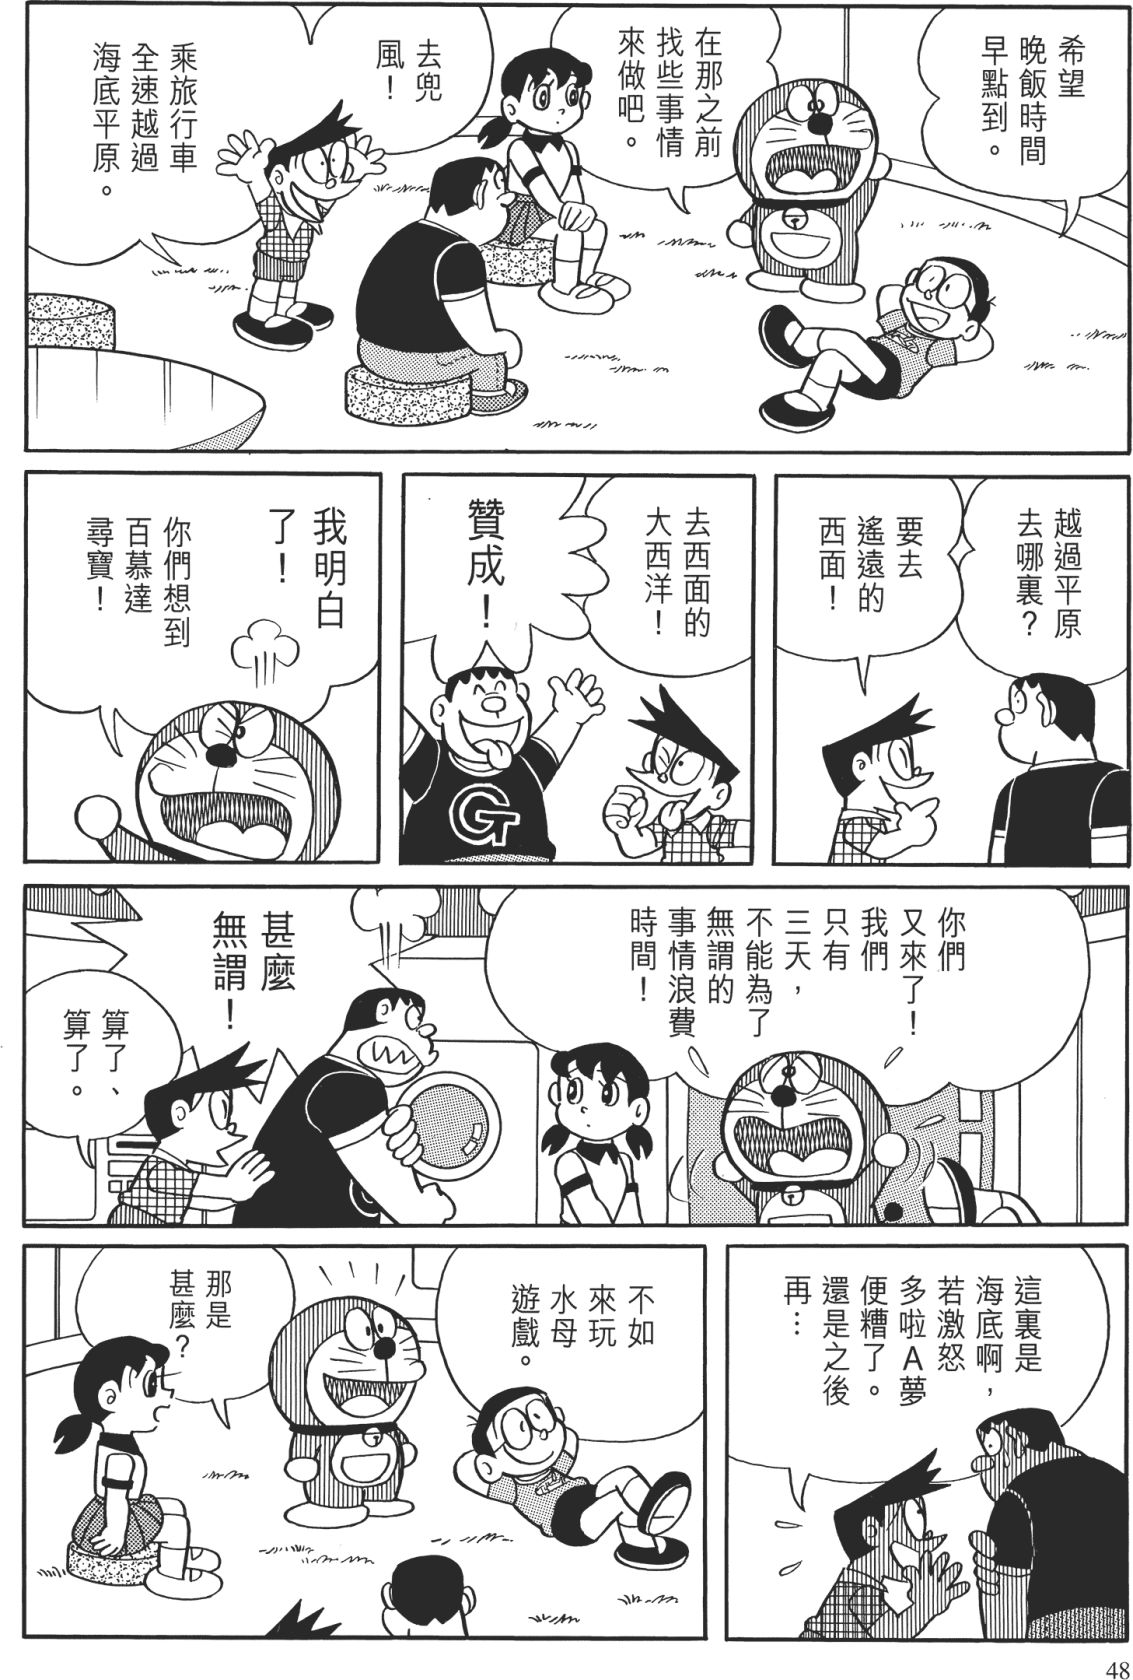 希望
晚飯時間
早點到。
在那之前
找些事情
來做吧。
去兜
風！
乘旅行車
全速越過
海底平原。
越過平原
去哪裏？
要去
遙遠的
西面！
去西面的
大西洋！
贊成！
G
我明白
了！
你們想到
百慕達
尋寶！
你們
又來了！
我們
只有
三天，
不能為了
無謂的
事情浪費
時間！
甚麼
無謂！
算了、
算了。
這裏是
海底啊，
若激怒
多啦A夢
便糟了。
還是之後
再…
不如
來玩
水母
遊戲。
那是
甚麼？
48